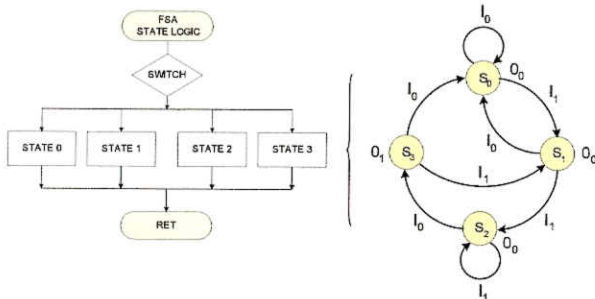 FSA
STATE LOGIC
SWITCH
STATE 0
STATE 1
STATE 2
STATE 3
RET
I₀
S₀
O₀
I₀
I₁
I₀
O₁
S₃
S₁
O₀
I₁
I₀
S₂
O₀
I₁
I₁